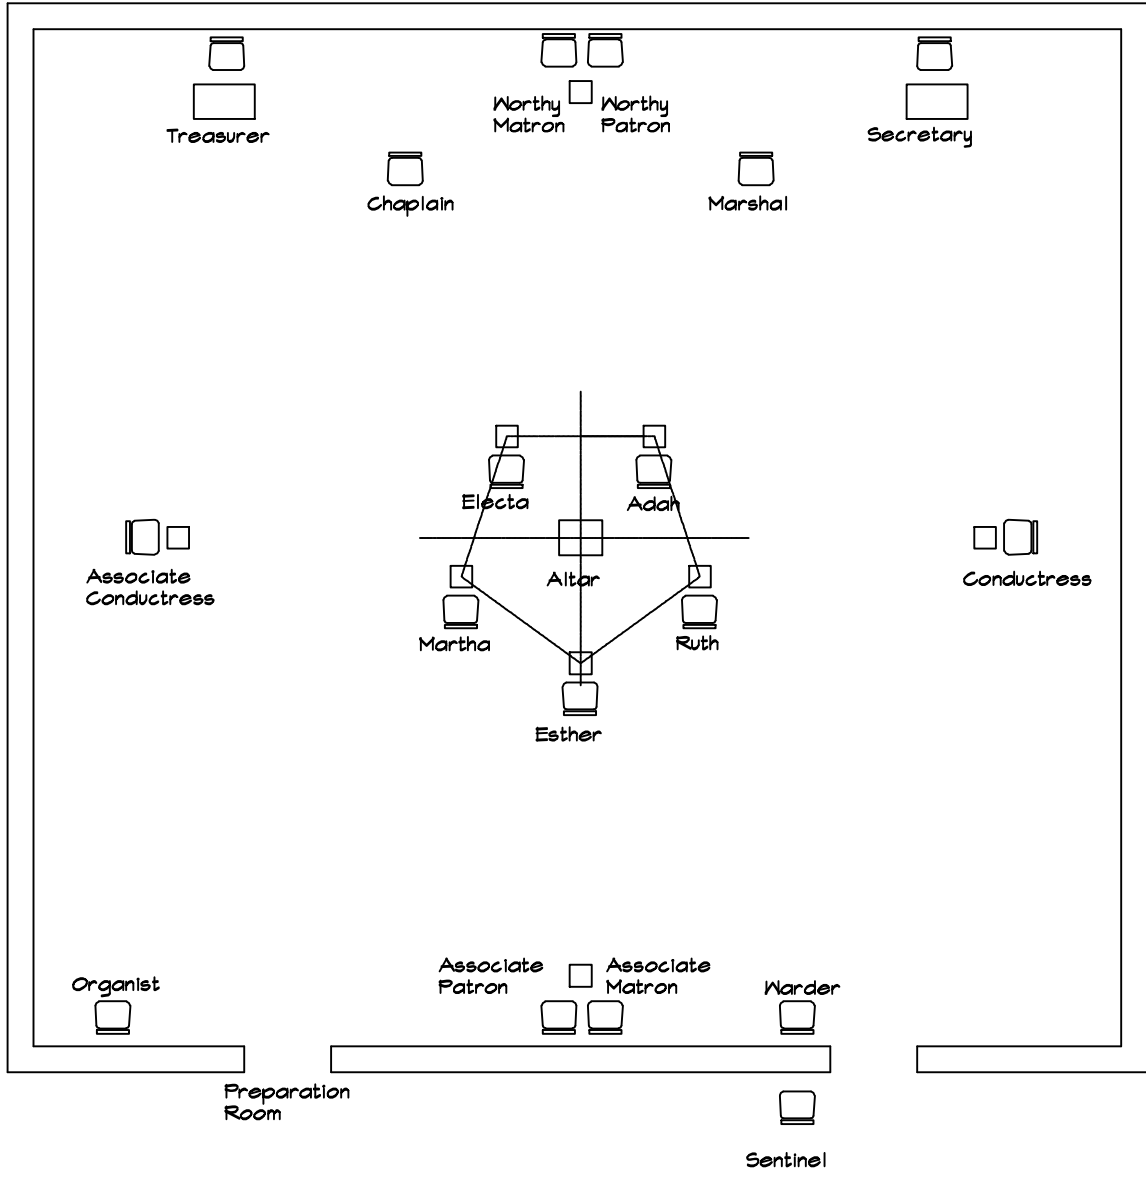 Worthy
Matron
Worthy
Patron
Treasurer
Secretary
Chaplain
Marshal
Electa
Adah
Associate
Conductress
Altar
Conductress
Martha
Ruth
Esther
Organist
Associate
Patron
Associate
Matron
Warder
Preparation
Room
Sentinel